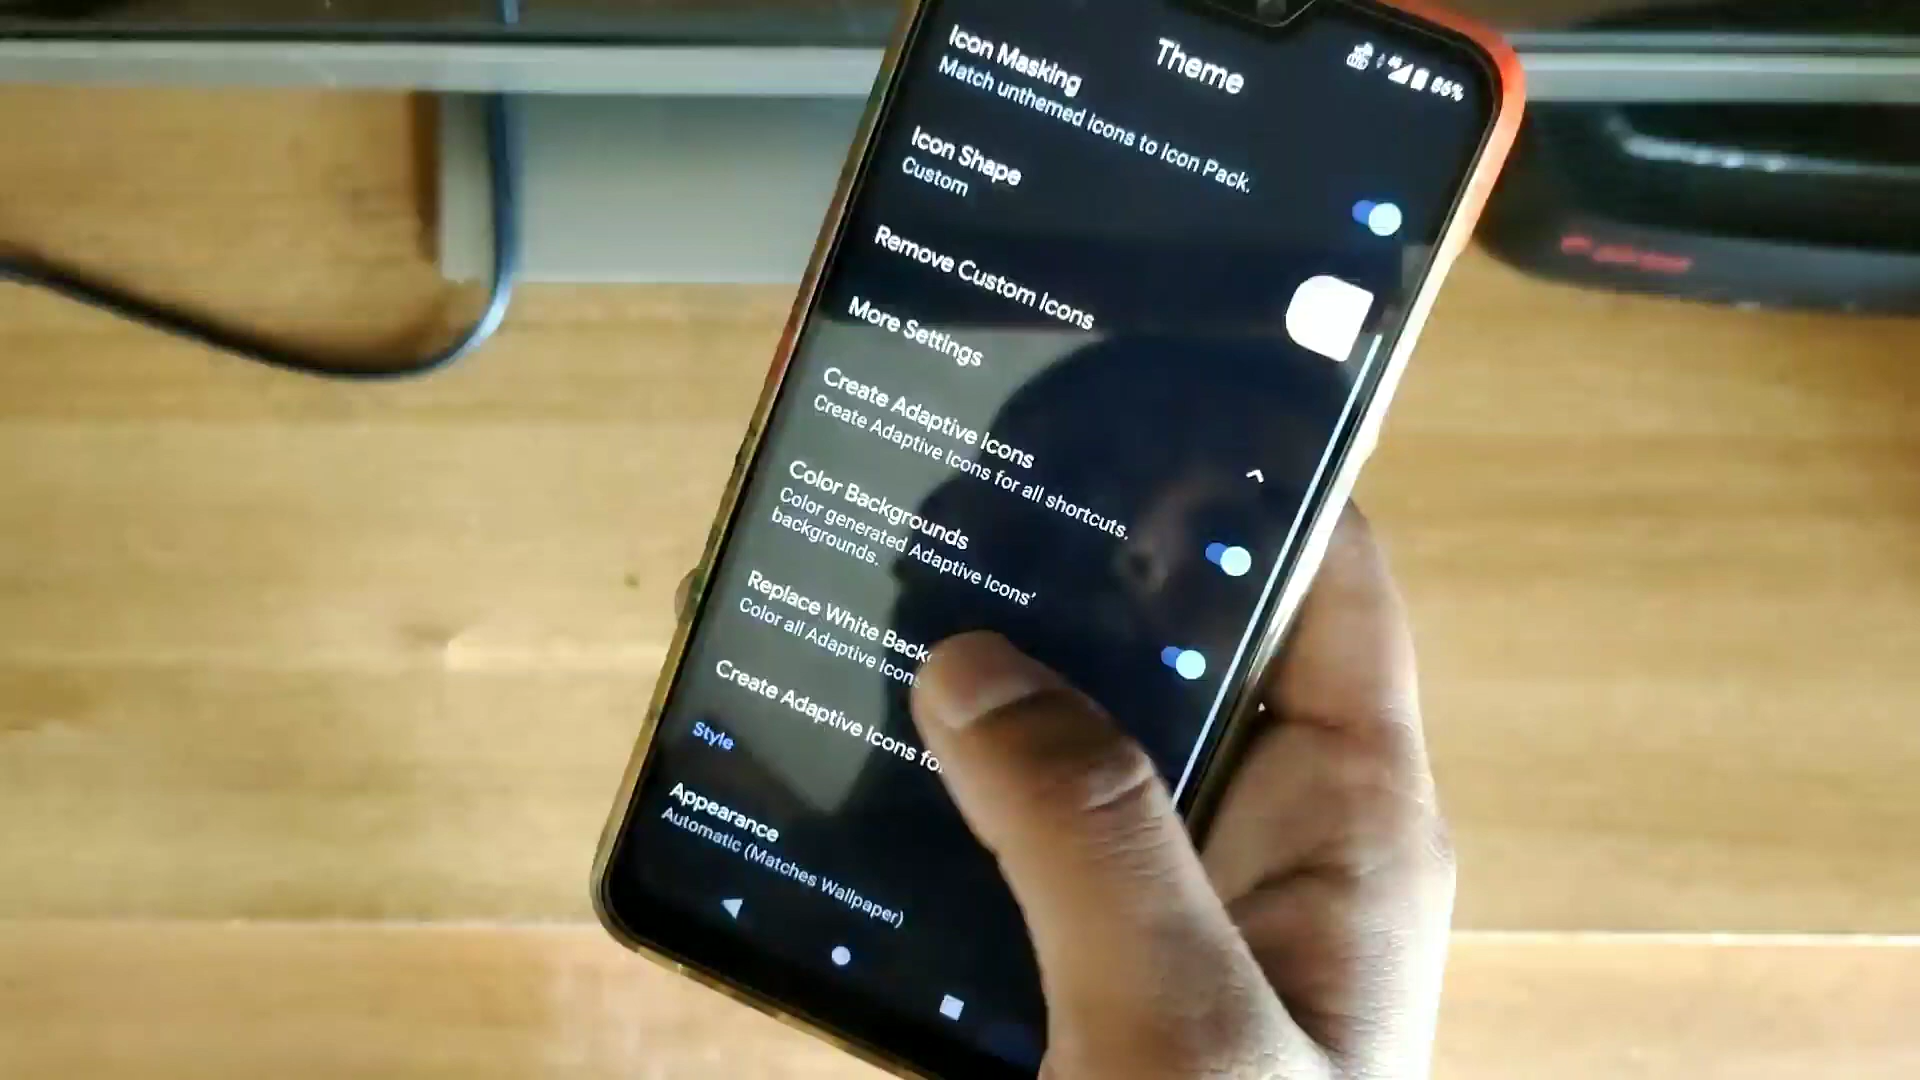 Theme
86%
Icon Masking
Match unthemed icons to Icon Pack.
Icon Shape
Custom
Remove Custom Icons
More Settings
Create Adaptive Icons
Create Adaptive Icons for all shortcuts.
Color Backgrounds
Color generated Adaptive Icons'
backgrounds.
Replace White
Color all Adaptive Icons
Create Adaptive Icons
Style
Appearance
Automatic (Matches Wallpaper)